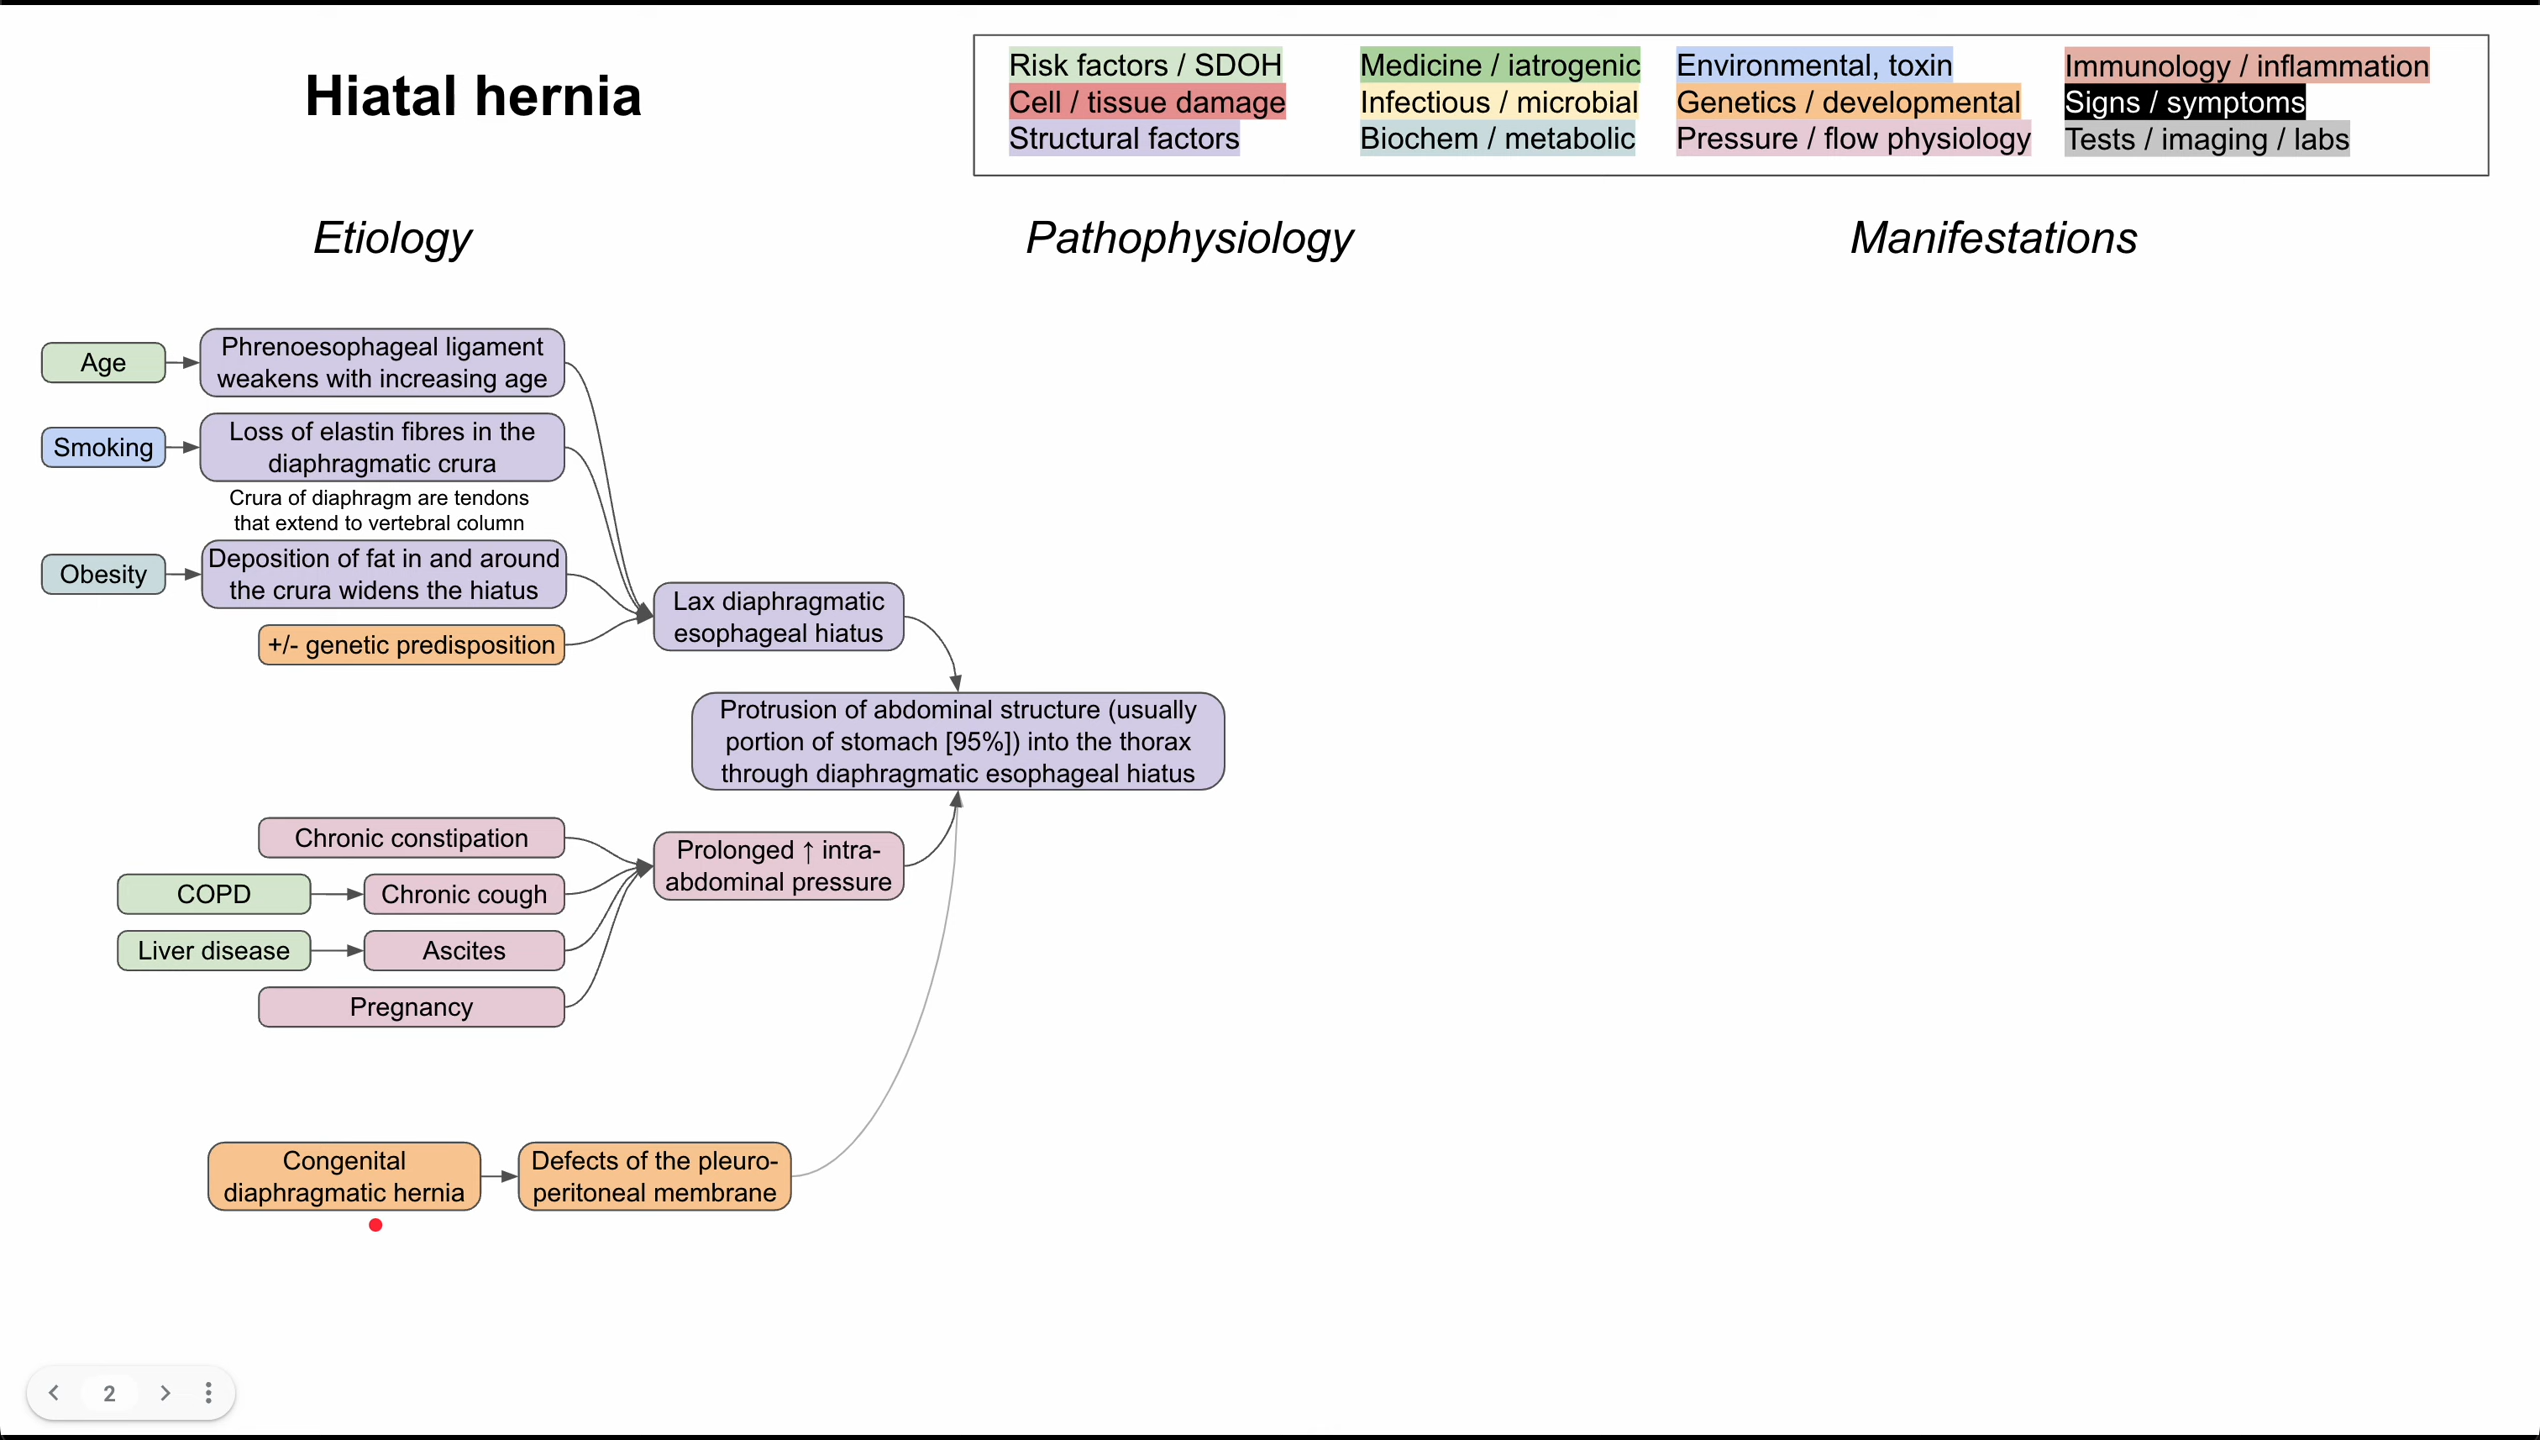 Hiatal hernia
Risk factors / SDOH
Cell / tissue damage
Structural factors
Medicine / iatrogenic
Infectious / microbial
Biochem / metabolic
Environmental, toxin
Genetics / developmental
Pressure / flow physiology
Immunology / inflammation
Signs / symptoms
Tests / imaging / labs
Etiology
Pathophysiology
Manifestations
Age
Phrenoesophageal ligament
weakens with increasing age
Smoking
Loss of elastin fibres in the
diaphragmatic crura
Crura of diaphragm are tendons
that extend to vertebral column
Obesity
Deposition of fat in and around
the crura widens the hiatus
+/- genetic predisposition
Lax diaphragmatic
esophageal hiatus
Protrusion of abdominal structure (usually
portion of stomach [95%]) into the thorax
through diaphragmatic esophageal hiatus
Chronic constipation
COPD
Chronic cough
Liver disease
Ascites
Pregnancy
Prolonged ↑ intra-
abdominal pressure
Congenital
diaphragmatic hernia
Defects of the pleuro-
peritoneal membrane
2